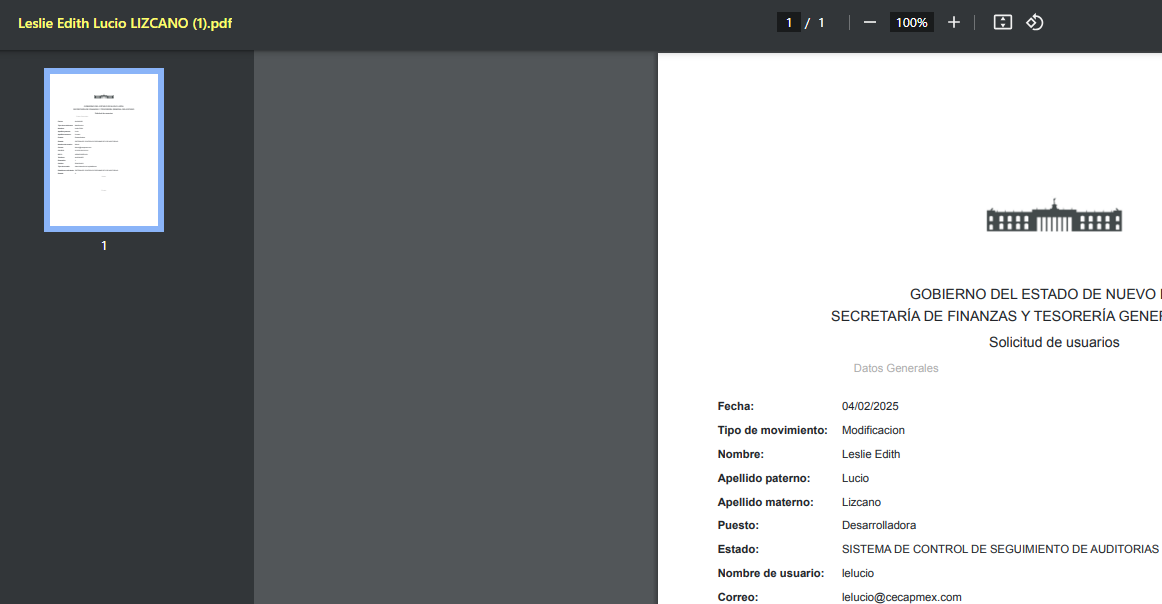 Leslie Edith Lucio LIZCANO (1).pdf
1 / 1
100%
1
GOBIERNO DEL ESTADO DE NUEVO
SECRETARÍA DE FINANZAS Y TESORERÍA GENE
Solicitud de usuarios
Datos Generales
Fecha: 04/02/2025
Tipo de movimiento: Modificacion
Nombre: Leslie Edith
Apellido paterno: Lucio
Apellido materno: Lizcano
Puesto: Desarrolladora
Estado: SISTEMA DE CONTROL DE SEGUIMIENTO DE AUDITORIAS
Nombre de usuario: lelucio
Correo: lelucio@cecapmex.com